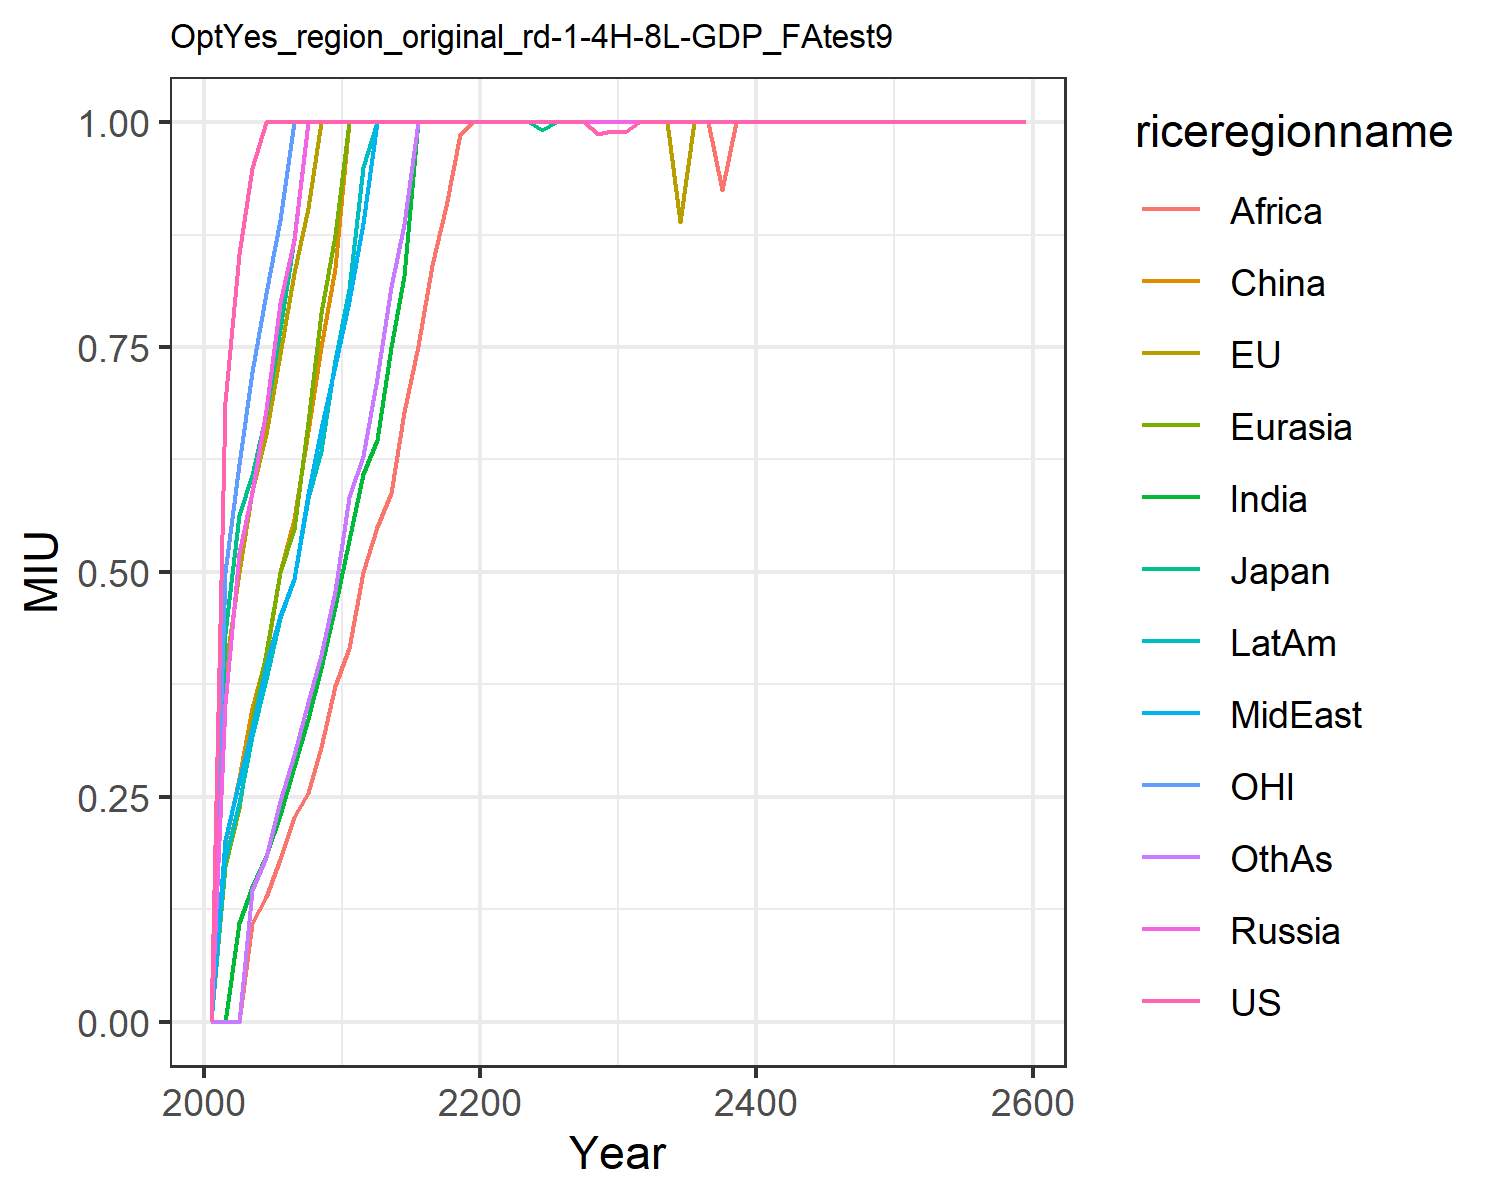 OptYes_region_original_rd-1-4H-8L-GDP_FAtest9
1.00
0.75
0.50
0.25
0.00
MIU
2000
2200
2400
2600
Year
riceregionname
Africa
China
EU
Eurasia
India
Japan
LatAm
MidEast
OHI
OthAs
Russia
US